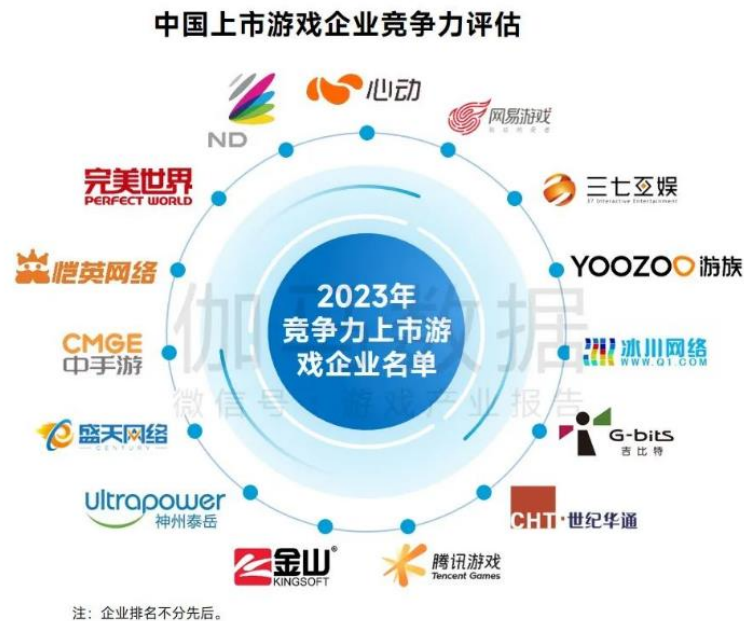 中国上市游戏企业竞争力评估
心动
ND
网易游戏
完美世界
PERFECT WORLD
三七互娱
37 Interactive Entertainment
恺英网络
YOOZOO 游族
2023年
竞争力上市游
戏企业名单
伽马数据
微信号 游戏产业报告
CMGE
中手游
冰川网络
WWW.Q1.COM
盛天网络
CENTURY
G-bits
吉比特
Ultrapower
神州泰岳
CHT·世纪华通
金山®
KINGSOFT
腾讯游戏
Tencent Games
注：企业排名不分先后。